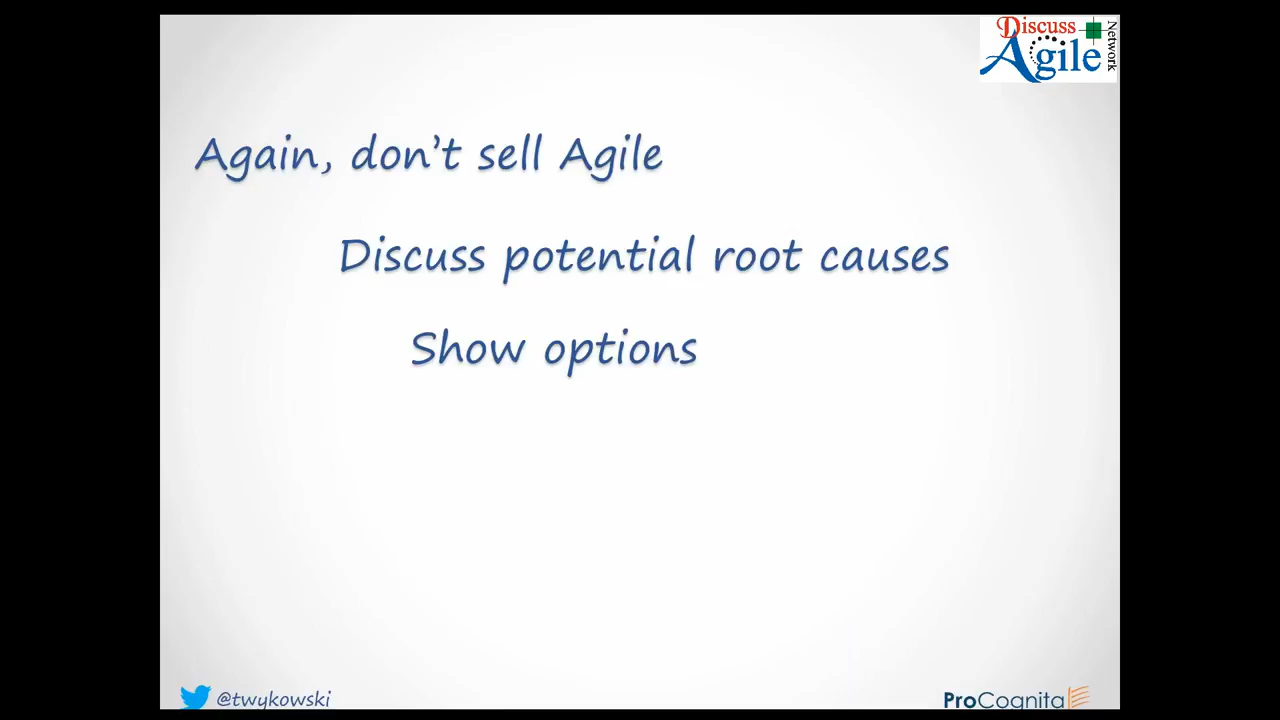 Discuss
Agile
Network
Again, don't sell Agile
Discuss potential root causes
Show options
@twykowski
ProCognita